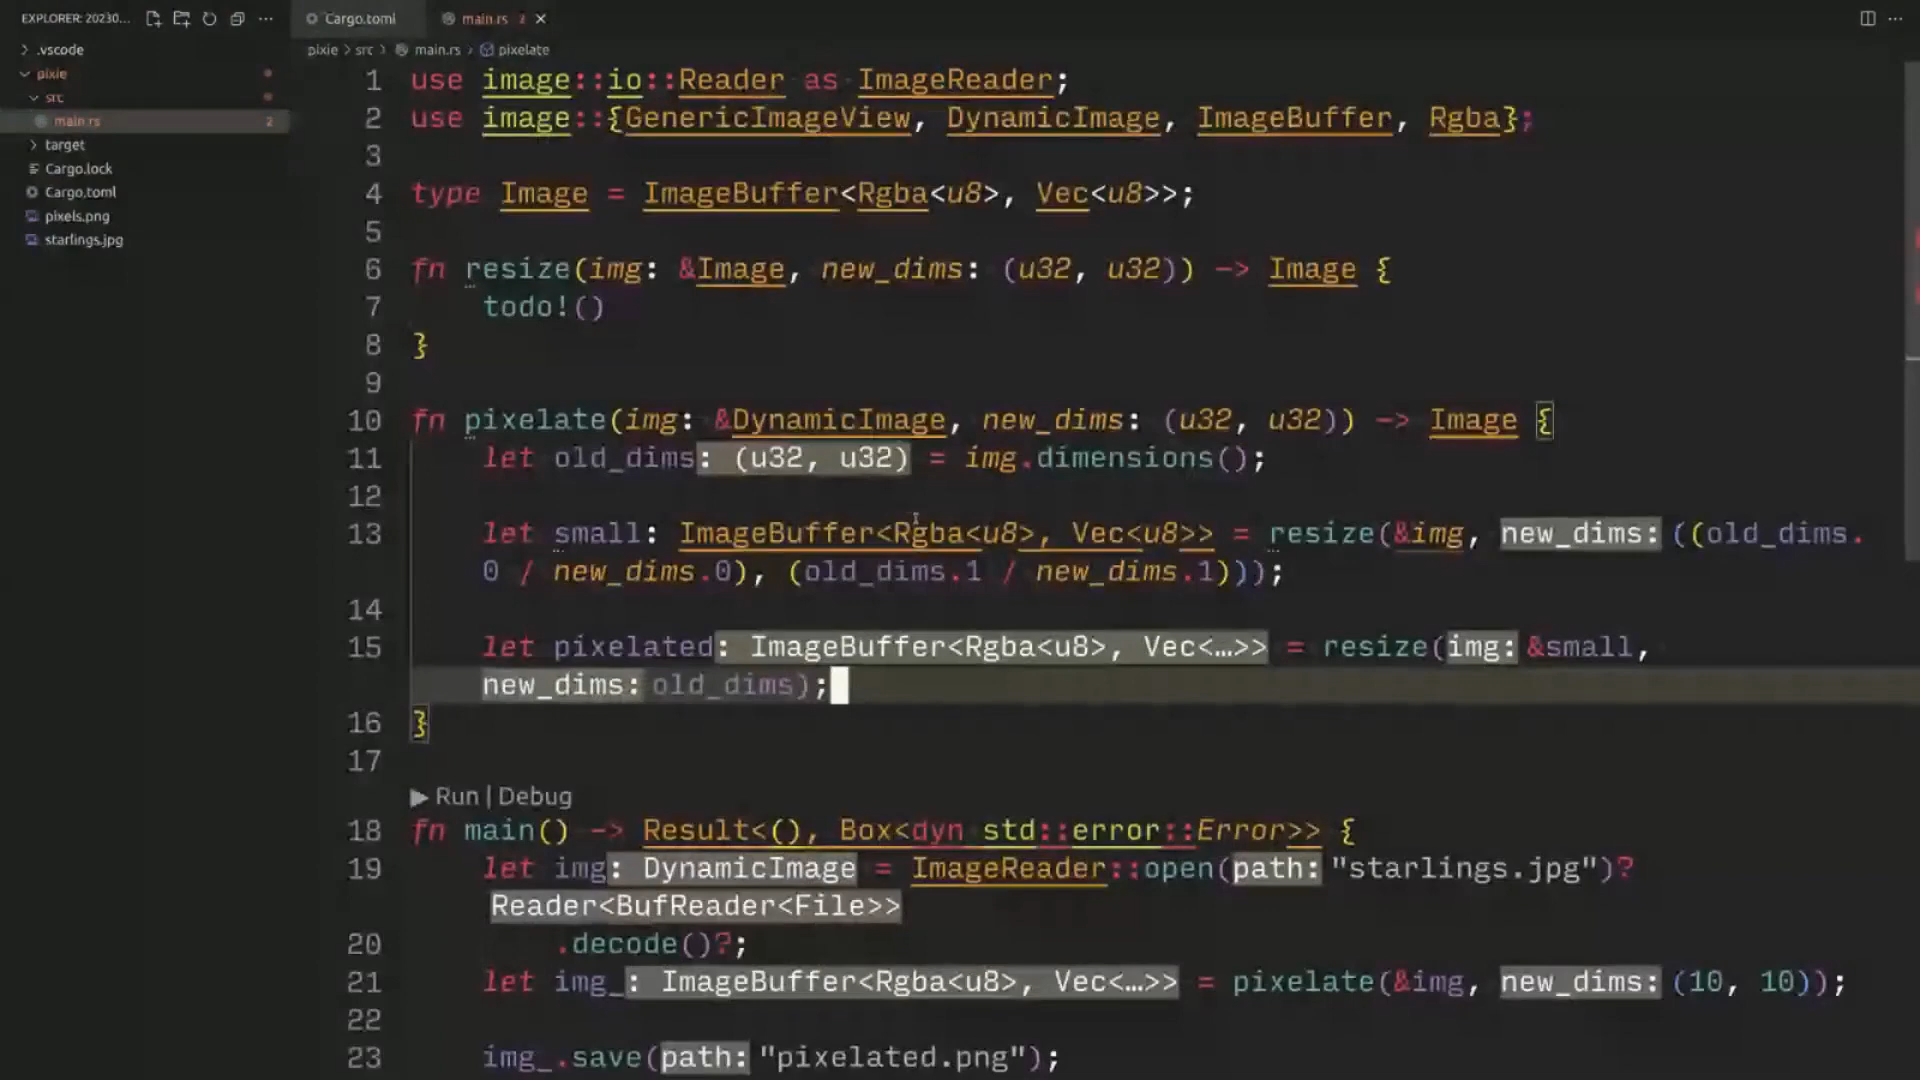 EXPLORER: 20230...
Cargo.toml
main.rs 2
.vscode
pixie > src > main.rs > pixelate
pixie
src
main.rs 2
target
Cargo.lock
Cargo.toml
pixels.png
starlings.jpg
1 use image::io::Reader as ImageReader;
2 use image::{GenericImageView, DynamicImage, ImageBuffer, Rgba};
3
4 type Image = ImageBuffer<Rgba<u8>, Vec<u8>>;
5
6 fn resize(img: &Image, new_dims: (u32, u32)) -> Image {
7 todo!()
8 }
9
10 fn pixelate(img: &DynamicImage, new_dims: (u32, u32)) -> Image {
11 let old_dims: (u32, u32) = img.dimensions();
12
13 let small: ImageBuffer<Rgba<u8>, Vec<u8>> = resize(&img, new_dims: ((old_dims.
0 / new_dims.0), (old_dims.1 / new_dims.1)));
14
15 let pixelated: ImageBuffer<Rgba<u8>, Vec<…>> = resize(img: &small,
new_dims: old_dims);
16 }
17
Run | Debug
18 fn main() -> Result<(), Box<dyn std::error::Error>> {
19 let img: DynamicImage = ImageReader::open(path: "starlings.jpg")?
Reader<BufReader<File>>
20 .decode()?;
21 let img_: ImageBuffer<Rgba<u8>, Vec<…>> = pixelate(&img, new_dims: (10, 10));
22
23 img_.save(path: "pixelated.png");